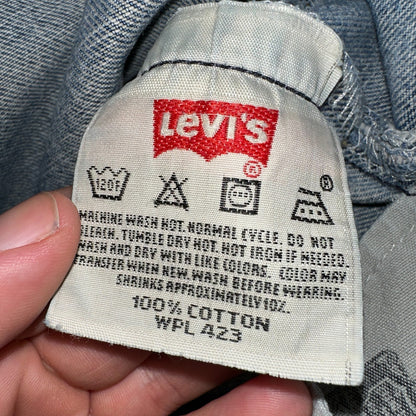 Levi's
®
120F ®
MACHINE WASH HOT. NORMAL CYCLE. DO NOT
BLEACH. TUMBLE DRY HOT. HOT IRON IF NEEDED.
WASH AND DRY WITH LIKE COLORS. COLOR MAY
TRANSFER WHEN NEW. WASH BEFORE WEARING.
SHRINKS APPROXIMATELY 10%.
100% COTTON
WPL 423